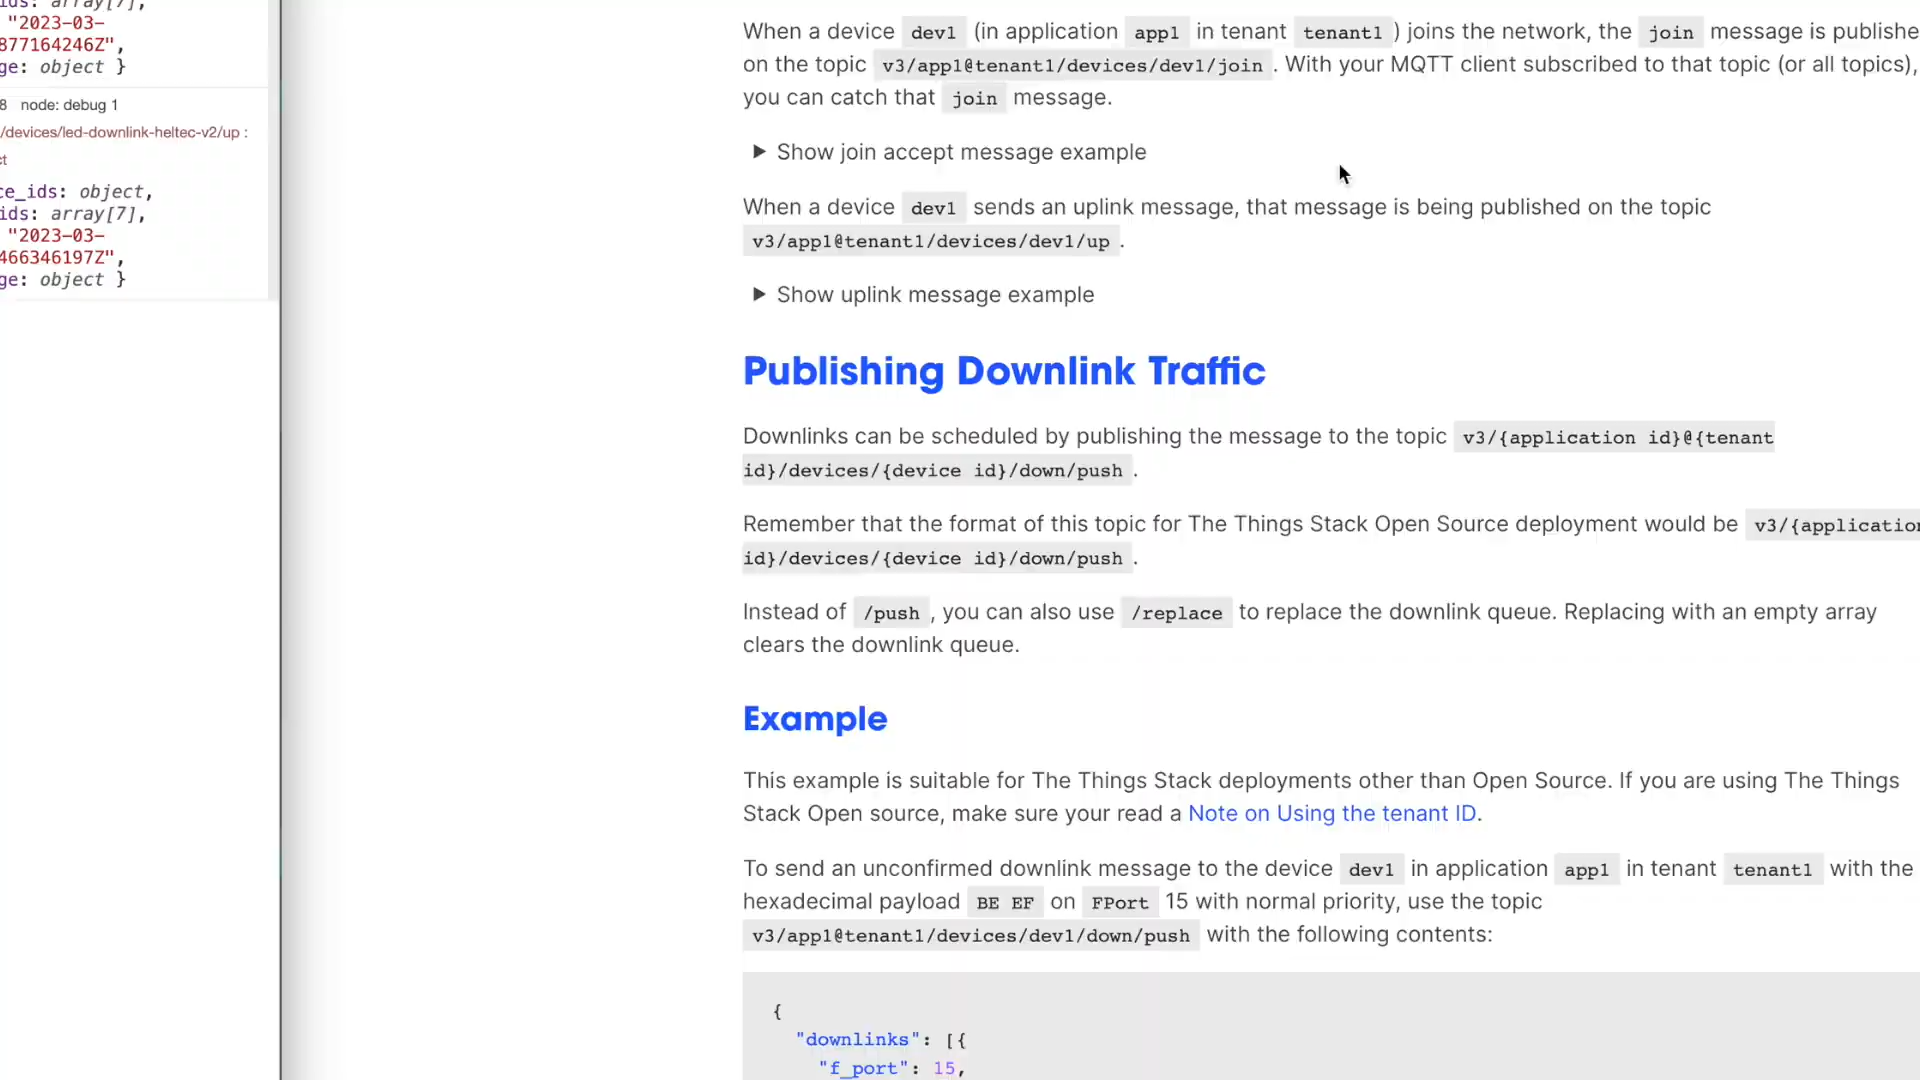 ids: array[7],
"2023-03-
877164246Z",
ge: object }
8 node: debug 1
/devices/led-downlink-heltec-v2/up :
ct
ce_ids: object,
ids: array[7],
"2023-03-
466346197Z",
ge: object }
When a device dev1 (in application app1 in tenant tenant1 ) joins the network, the join message is publishe
on the topic v3/app1@tenant1/devices/dev1/join . With your MQTT client subscribed to that topic (or all topics),
you can catch that join message.
▶ Show join accept message example
When a device dev1 sends an uplink message, that message is being published on the topic
v3/app1@tenant1/devices/dev1/up .
▶ Show uplink message example
Publishing Downlink Traffic
Downlinks can be scheduled by publishing the message to the topic v3/{application id}@{tenant
id}/devices/{device id}/down/push .
Remember that the format of this topic for The Things Stack Open Source deployment would be v3/{application
id}/devices/{device id}/down/push .
Instead of /push , you can also use /replace to replace the downlink queue. Replacing with an empty array
clears the downlink queue.
Example
This example is suitable for The Things Stack deployments other than Open Source. If you are using The Things
Stack Open source, make sure your read a Note on Using the tenant ID.
To send an unconfirmed downlink message to the device dev1 in application app1 in tenant tenant1 with the
hexadecimal payload BE EF on FPort 15 with normal priority, use the topic
v3/app1@tenant1/devices/dev1/down/push with the following contents:
{
"downlinks": [{
"f_port": 15,